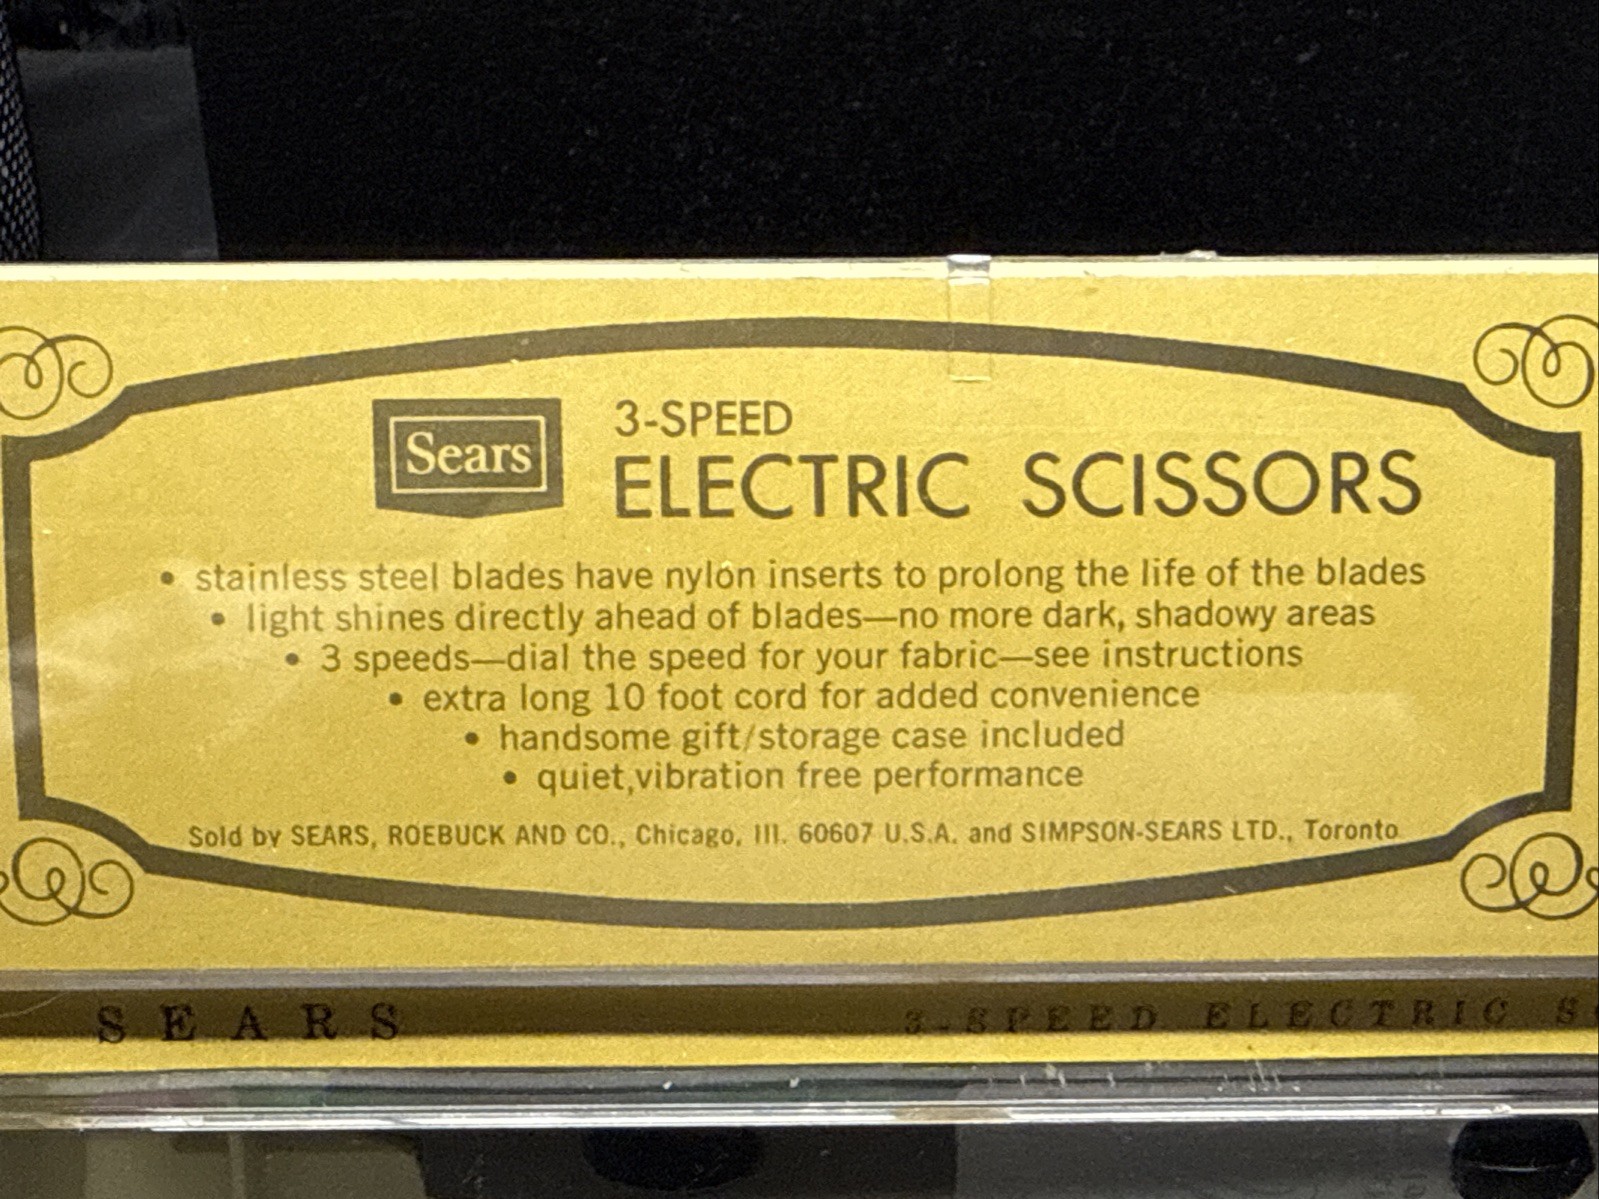 Sears
3-SPEED
ELECTRIC SCISSORS
• stainless steel blades have nylon inserts to prolong the life of the blades
• light shines directly ahead of blades—no more dark, shadowy areas
• 3 speeds—dial the speed for your fabric—see instructions
• extra long 10 foot cord for added convenience
• handsome gift/storage case included
• quiet,vibration free performance
Sold by SEARS, ROEBUCK AND CO., Chicago, Ill. 60607 U.S.A. and SIMPSON-SEARS LTD., Toronto
SEARS 3-SPEED ELECTRIC